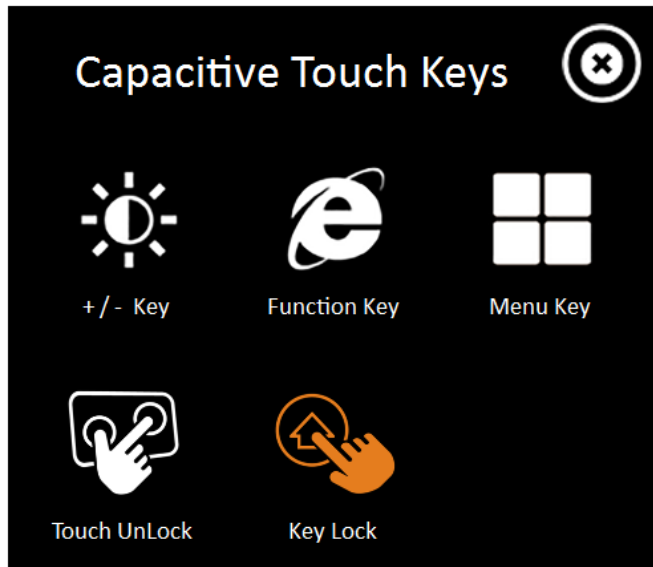 Capacitive Touch Keys
+ / -  Key
Function Key
Menu Key
Touch UnLock
Key Lock